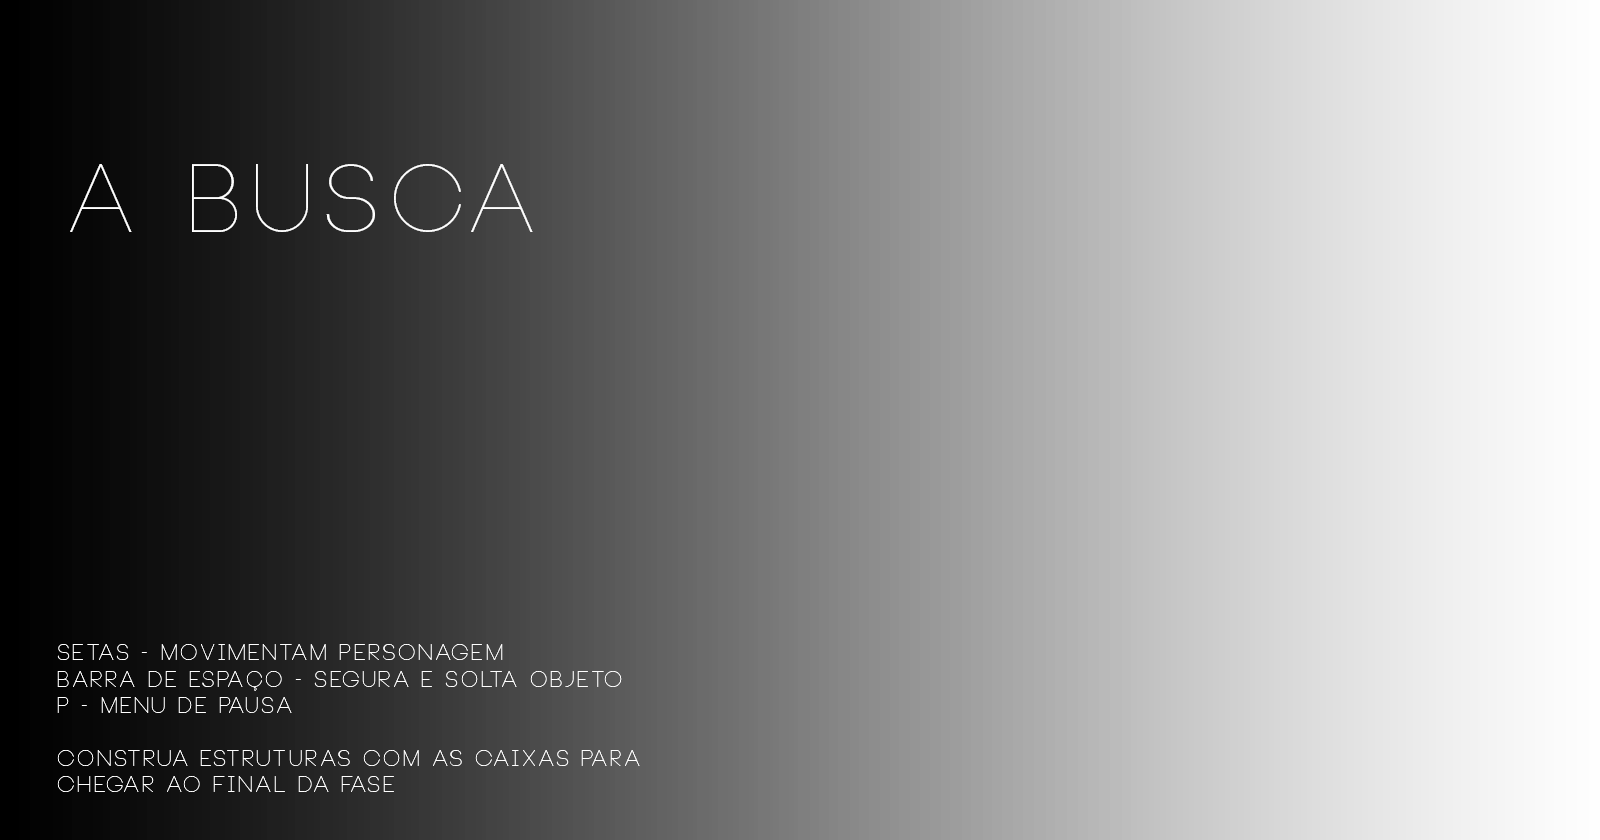 A BUSCA
SETAS - MOVIMENTAM PERSONAGEM
BARRA DE ESPAÇO - SEGURA E SOLTA OBJETO
P - MENU DE PAUSA
CONSTRUA ESTRUTURAS COM AS CAIXAS PARA
CHEGAR AO FINAL DA FASE